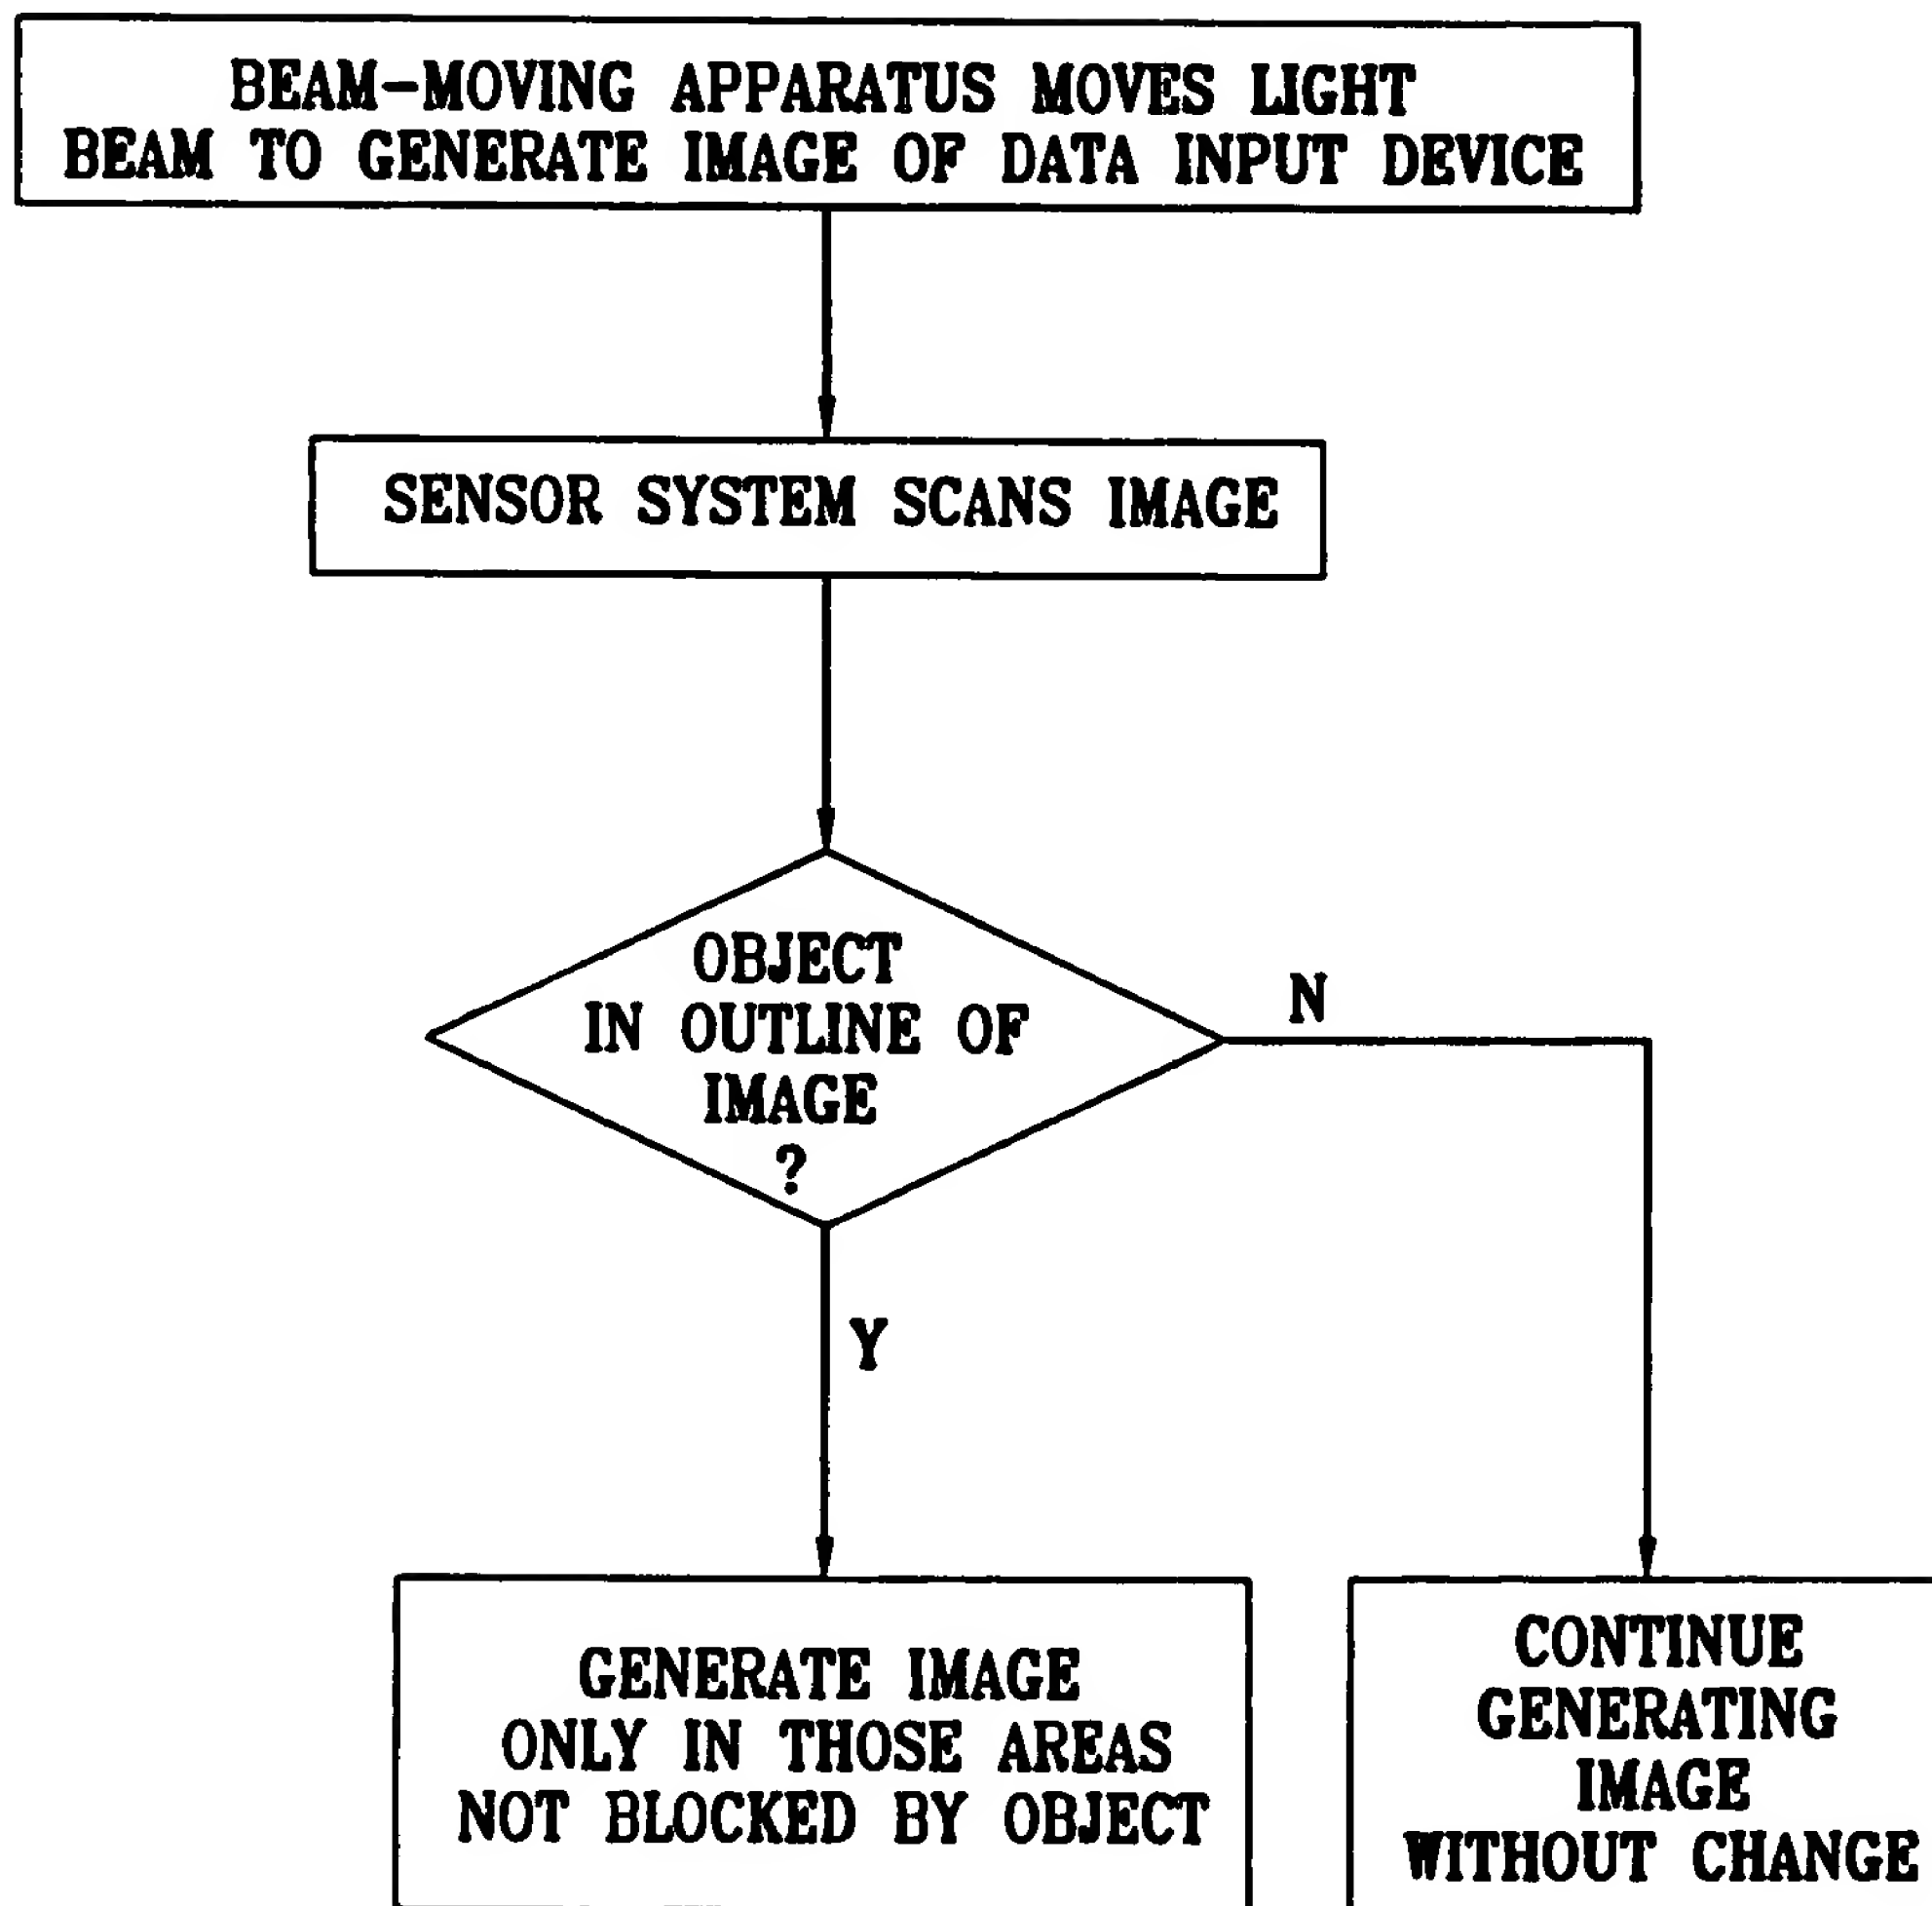 BEAM-MOVING APPARATUS MOVES LIGHT
BEAM TO GENERATE IMAGE OF DATA INPUT DEVICE
SENSOR SYSTEM SCANS IMAGE
OBJECT
IN OUTLINE OF
IMAGE
?
N
Y
GENERATE IMAGE
ONLY IN THOSE AREAS
NOT BLOCKED BY OBJECT
CONTINUE
GENERATING
IMAGE
WITHOUT CHANGE